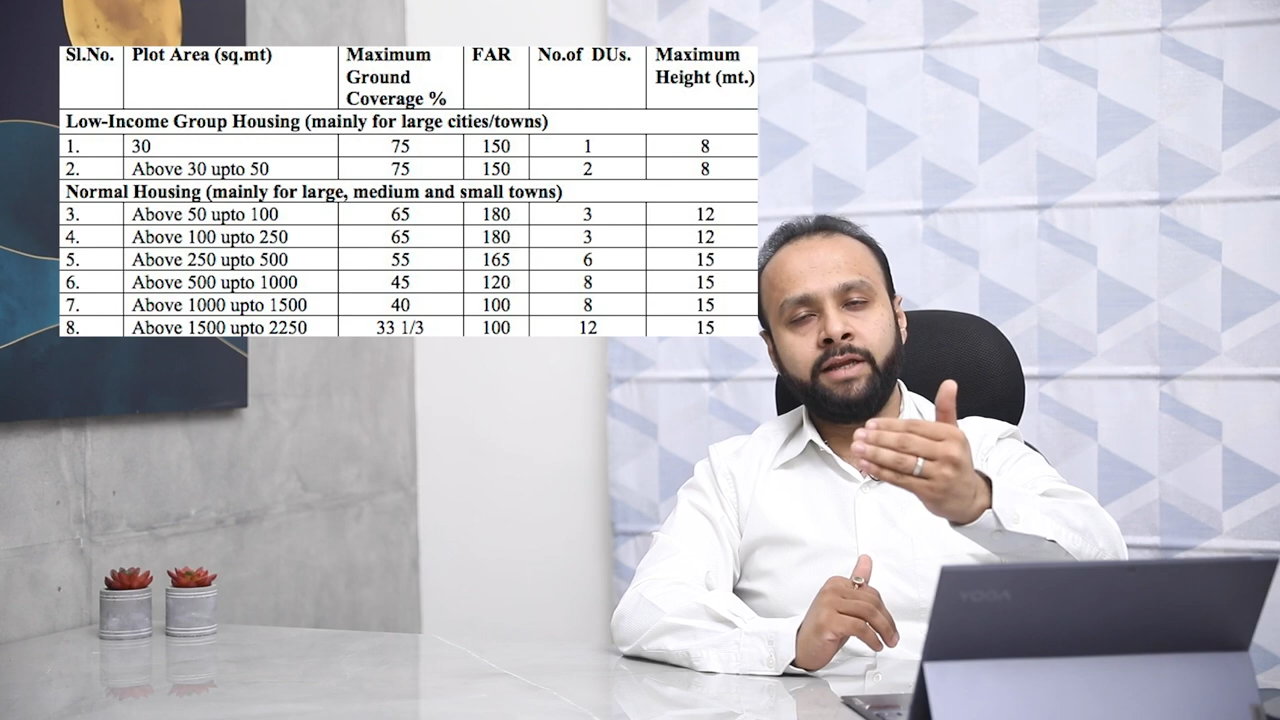 Sl.No. Plot Area (sq.mt) Maximum Ground Coverage % FAR No.of DUs. Maximum Height (mt.)
Low-Income Group Housing (mainly for large cities/towns)
1. 30 75 150 1 8
2. Above 30 upto 50 75 150 2 8
Normal Housing (mainly for large, medium and small towns)
3. Above 50 upto 100 65 180 3 12
4. Above 100 upto 250 65 180 3 12
5. Above 250 upto 500 55 165 6 15
6. Above 500 upto 1000 45 120 8 15
7. Above 1000 upto 1500 40 100 8 15
8. Above 1500 upto 2250 33 1/3 100 12 15
YOGA